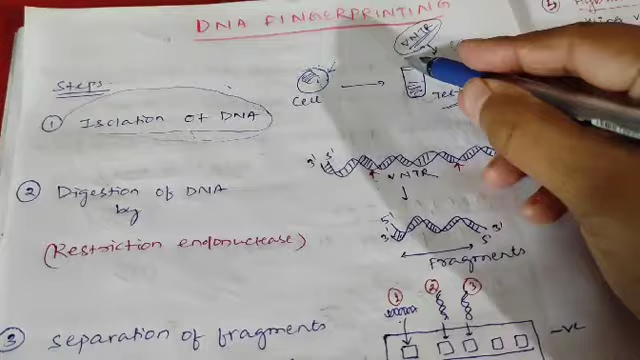 DNA FINGERPRINTING
VNTR
Steps
① Isolation of DNA
Cell
3' 5'
VNTR
② Digestion of DNA
by
(Restriction endonuclease)
5'
3'
5' 3'
Fragments
① ② ③
③ Separation of fragments
-ve